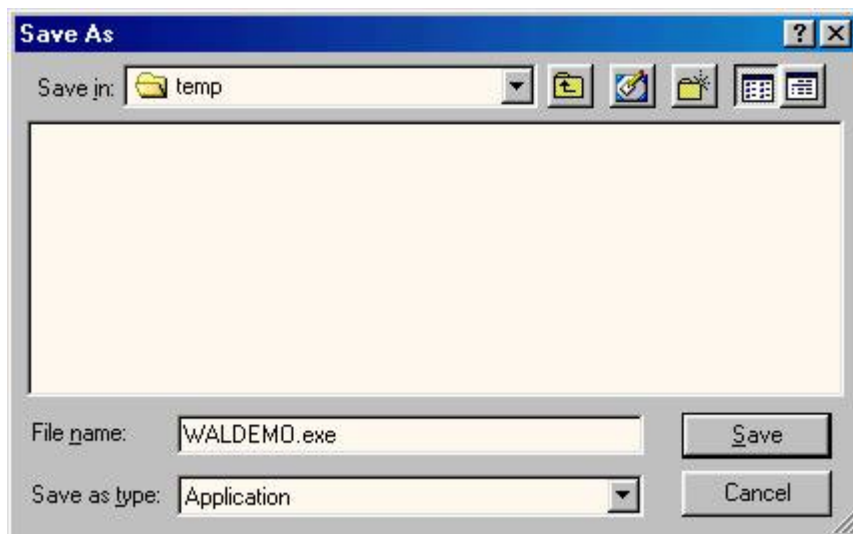 Save As
Save in: temp
File name: WALDEMO.exe Save
Save as type: Application Cancel